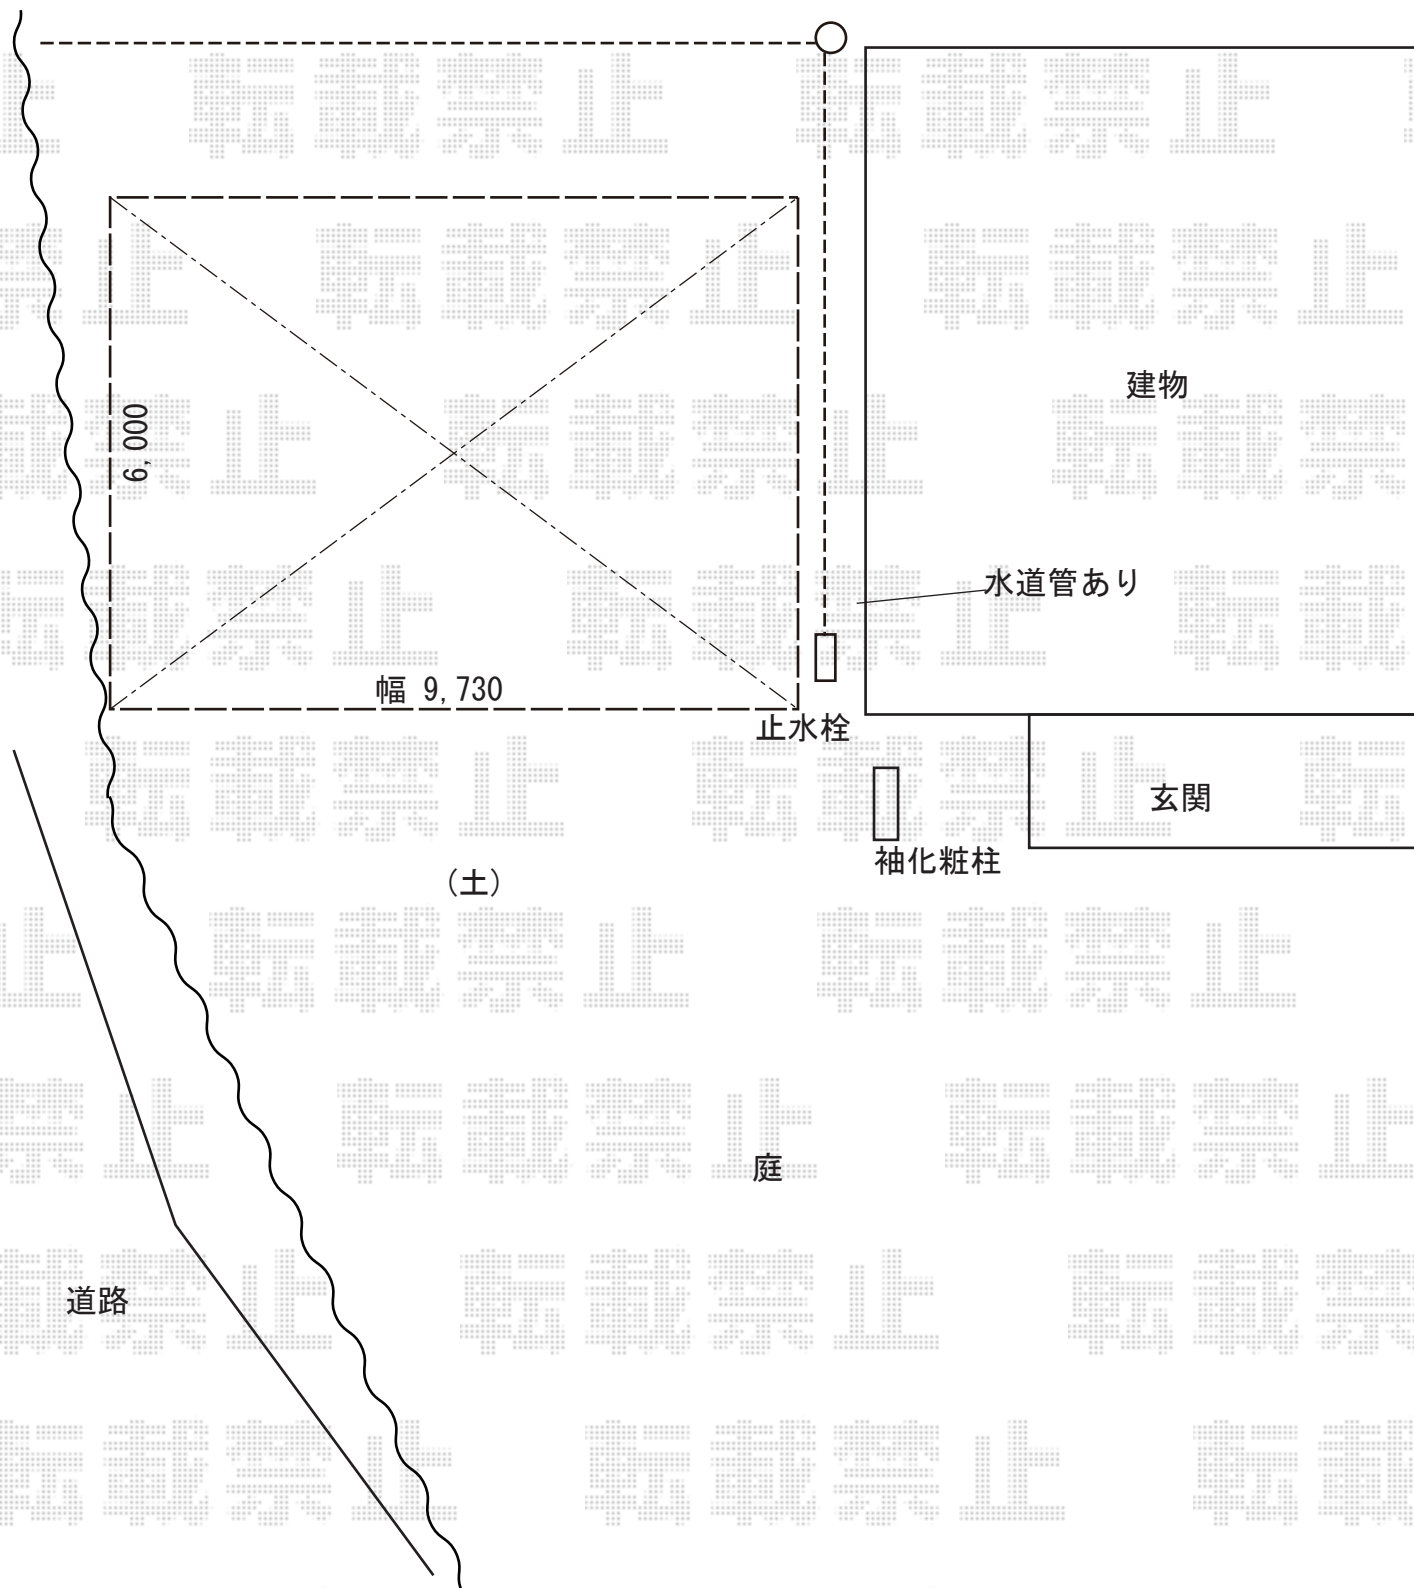 転載禁止
建物
6,000
水道管あり
幅 9,730
止水栓
玄関
袖化粧柱
(土)
庭
道路